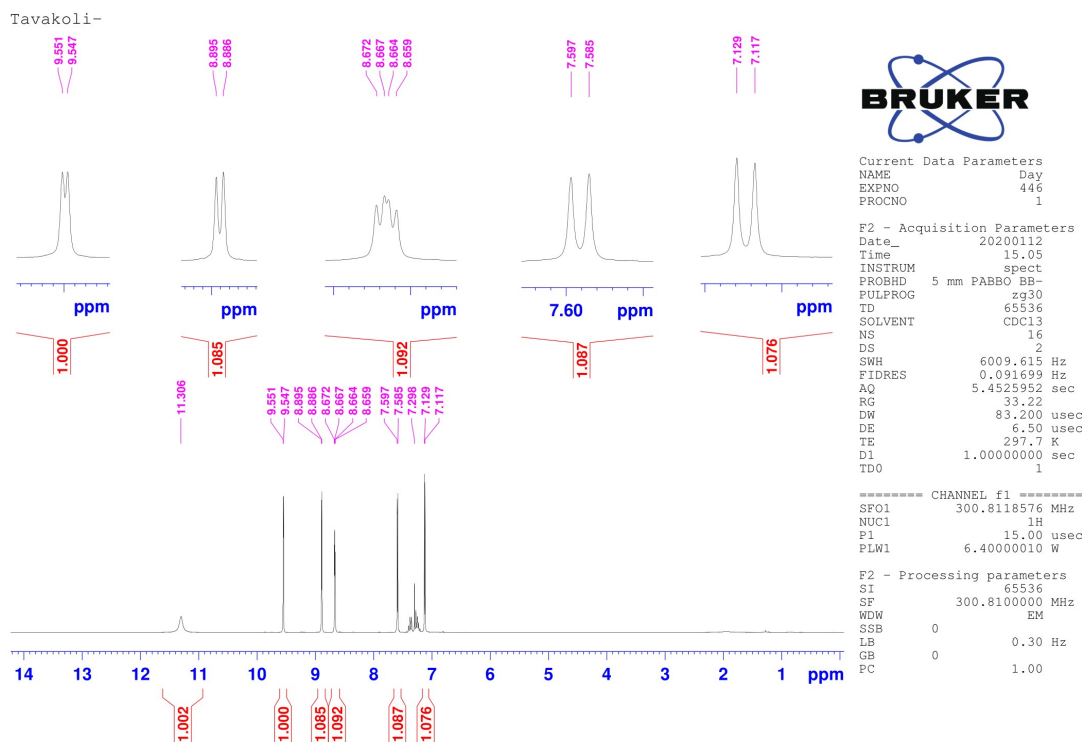 Tavakoli-
9.551
9.547
8.895
8.886
8.672
8.667
8.664
8.659
7.597
7.585
7.129
7.117
ppm
ppm
ppm
7.60 ppm
ppm
1.000
1.085
1.092
1.087
1.076
11.306
9.551
9.547
8.895
8.886
8.672
8.667
8.664
8.659
7.597
7.585
7.298
7.129
7.117
14 13 12 11 10 9 8 7 6 5 4 3 2 1 ppm
1.002
1.000
1.085
1.092
1.087
1.076
BRUKER
Current Data Parameters
NAME Day
EXPNO 446
PROCNO 1
F2 - Acquisition Parameters
Date_ 20200112
Time 15.05
INSTRUM spect
PROBHD 5 mm PABBO BB-
PULPROG zg30
TD 65536
SOLVENT CDCl3
NS 16
DS 2
SWH 6009.615 Hz
FIDRES 0.091699 Hz
AQ 5.4525952 sec
RG 33.22
DW 83.200 usec
DE 6.50 usec
TE 297.7 K
D1 1.00000000 sec
TD0 1
======== CHANNEL f1 ========
SFO1 300.8118576 MHz
NUC1 1H
P1 15.00 usec
PLW1 6.40000010 W
F2 - Processing parameters
SI 65536
SF 300.8100000 MHz
WDW EM
SSB 0
LB 0.30 Hz
GB 0
PC 1.00